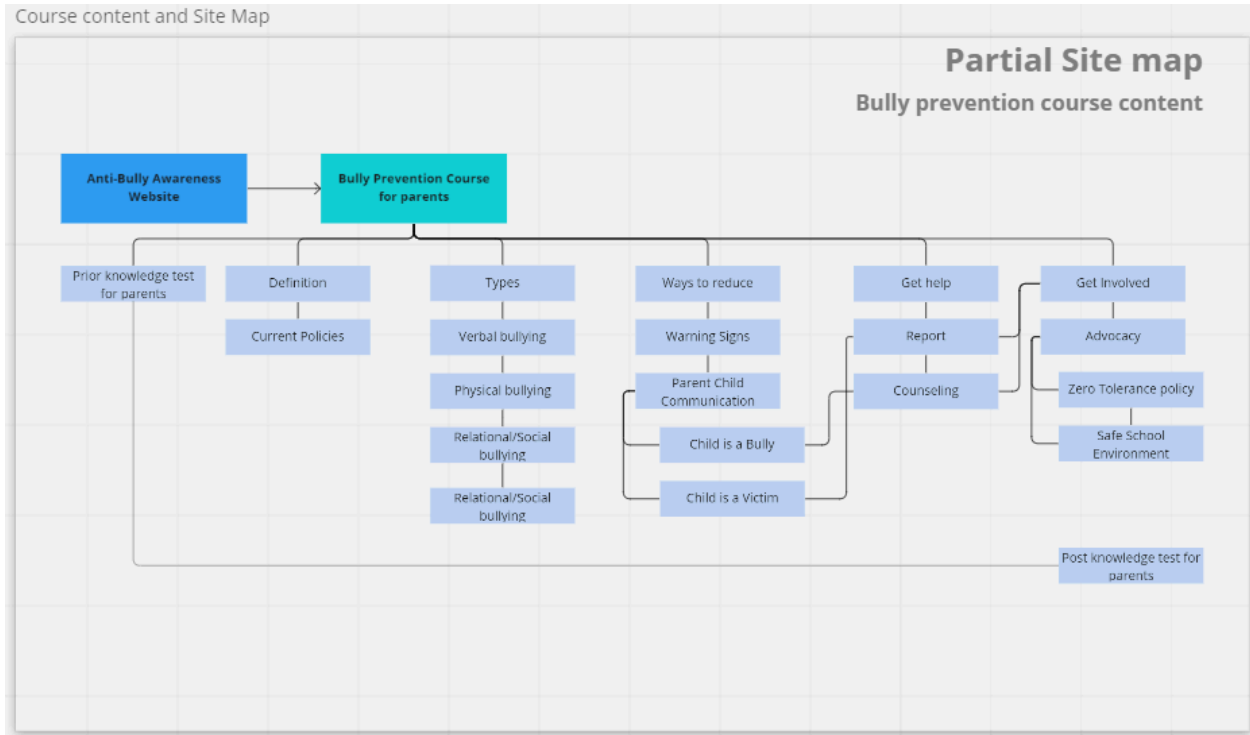 Course content and Site Map
Partial Site map
Bully prevention course content
Anti-Bully Awareness
Website
Bully Prevention Course
for parents
Prior knowledge test
for parents
Definition
Current Policies
Types
Verbal bullying
Physical bullying
Relational/Social
bullying
Relational/Social
bullying
Ways to reduce
Warning Signs
Parent Child
Communication
Child is a Bully
Child is a Victim
Get help
Report
Counseling
Get Involved
Advocacy
Zero Tolerance policy
Safe School
Environment
Post knowledge test for
parents